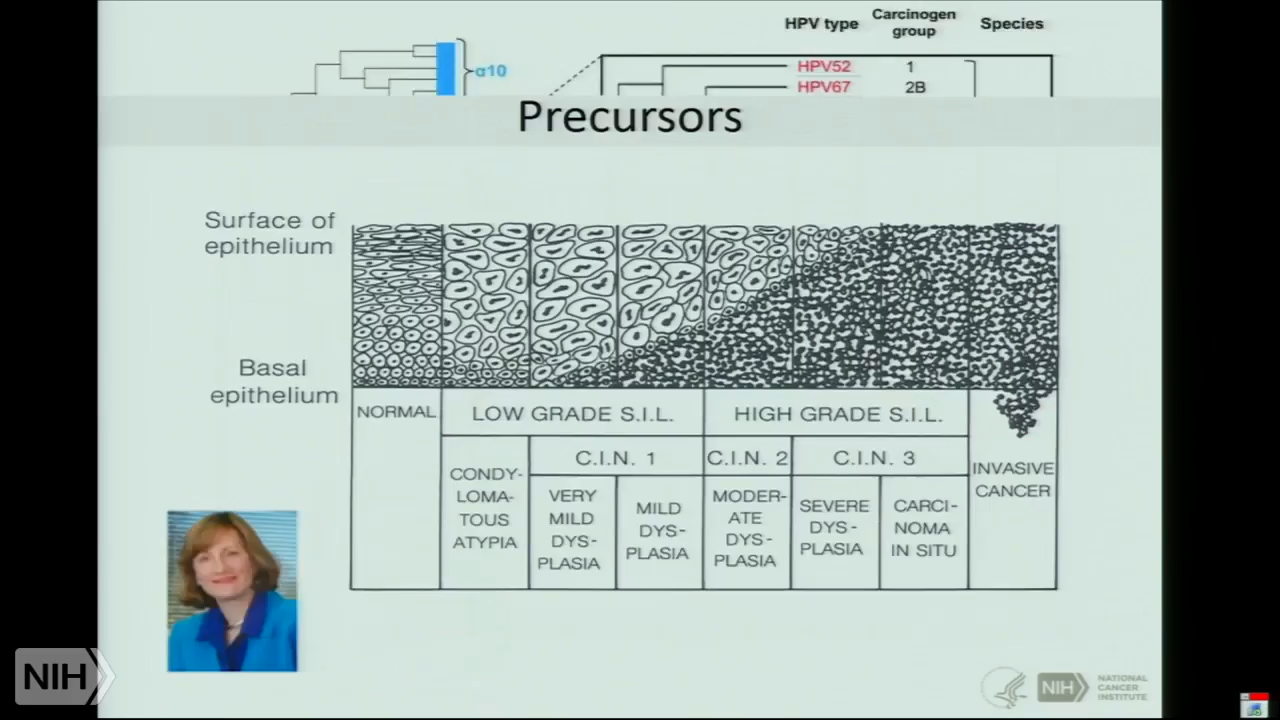 HPV type Carcinogen group Species
α10
HPV52 1
HPV67 2B
Precursors
Surface of
epithelium
Basal
epithelium
NORMAL
LOW GRADE S.I.L.
HIGH GRADE S.I.L.
C.I.N. 1
C.I.N. 2
C.I.N. 3
CONDY-
LOMA-
TOUS
ATYPIA
VERY
MILD
DYS-
PLASIA
MILD
DYS-
PLASIA
MODER-
ATE
DYS-
PLASIA
SEVERE
DYS-
PLASIA
CARCI-
NOMA
IN SITU
INVASIVE
CANCER
NIH
NIH
NATIONAL
CANCER
INSTITUTE